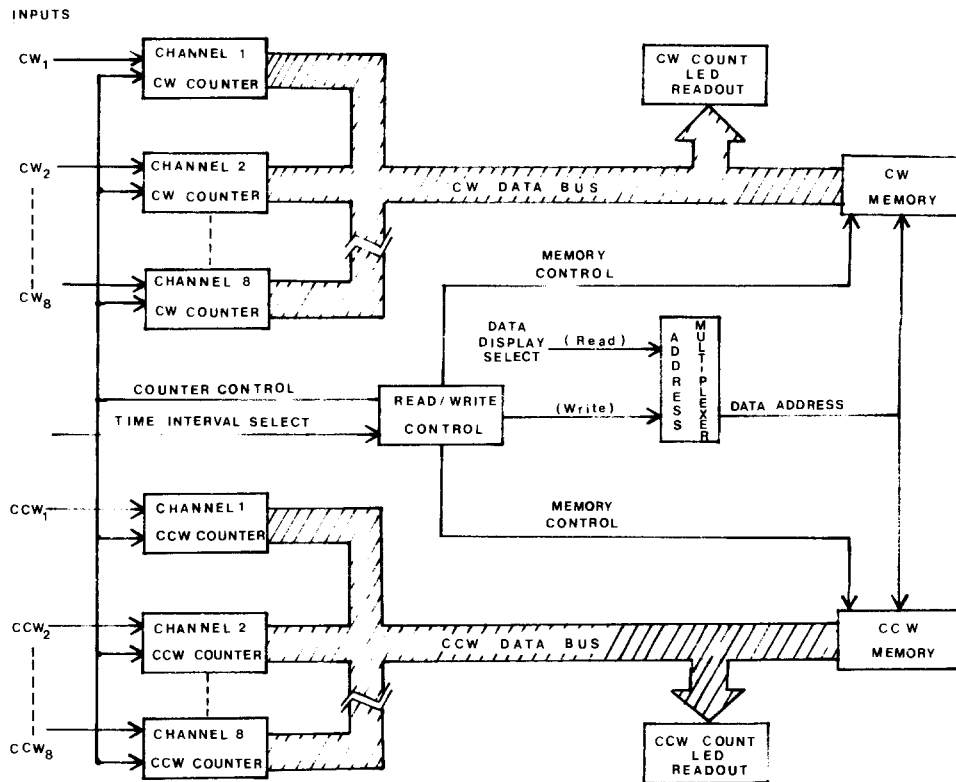 INPUTS
CW1
CHANNEL 1
CW COUNTER
CW COUNT
LED
READOUT
CW2
CHANNEL 2
CW COUNTER
CW DATA BUS
CW
MEMORY
CW8
CHANNEL 8
CW COUNTER
MEMORY
CONTROL
DATA
DISPLAY
SELECT
(Read)
ADDRESS
MULTIPLEXER
COUNTER CONTROL
READ/WRITE
CONTROL
(Write)
DATA ADDRESS
TIME INTERVAL SELECT
CCW1
CHANNEL 1
CCW COUNTER
MEMORY
CONTROL
CCW2
CHANNEL 2
CCW COUNTER
CCW DATA BUS
CCW
MEMORY
CCW8
CHANNEL 8
CCW COUNTER
CCW COUNT
LED
READOUT